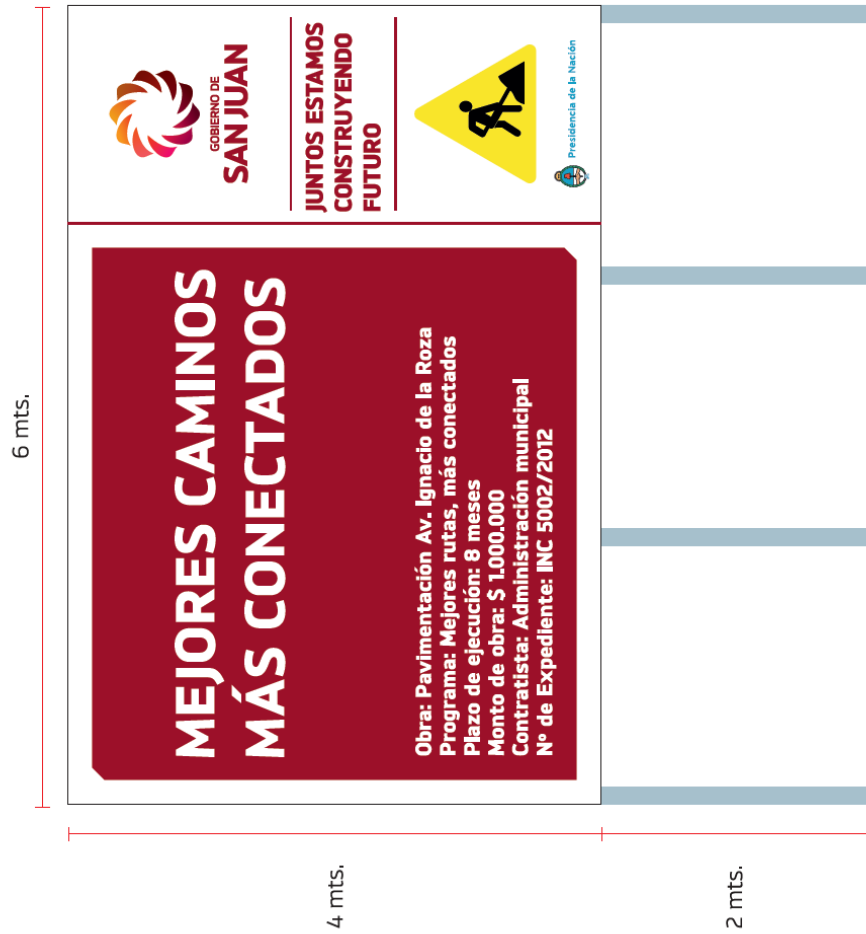 6 mts.
MEJORES CAMINOS
MÁS CONECTADOS
Obra: Pavimentación Av. Ignacio de la Roza
Programa: Mejores rutas, más conectados
Plazo de ejecución: 8 meses
Monto de obra: $ 1.000.000
Contratista: Administración municipal
Nº de Expediente: INC 5002/2012
GOBIERNO DE
SAN JUAN
JUNTOS ESTAMOS
CONSTRUYENDO
FUTURO
Presidencia de la Nación
4 mts.
2 mts.